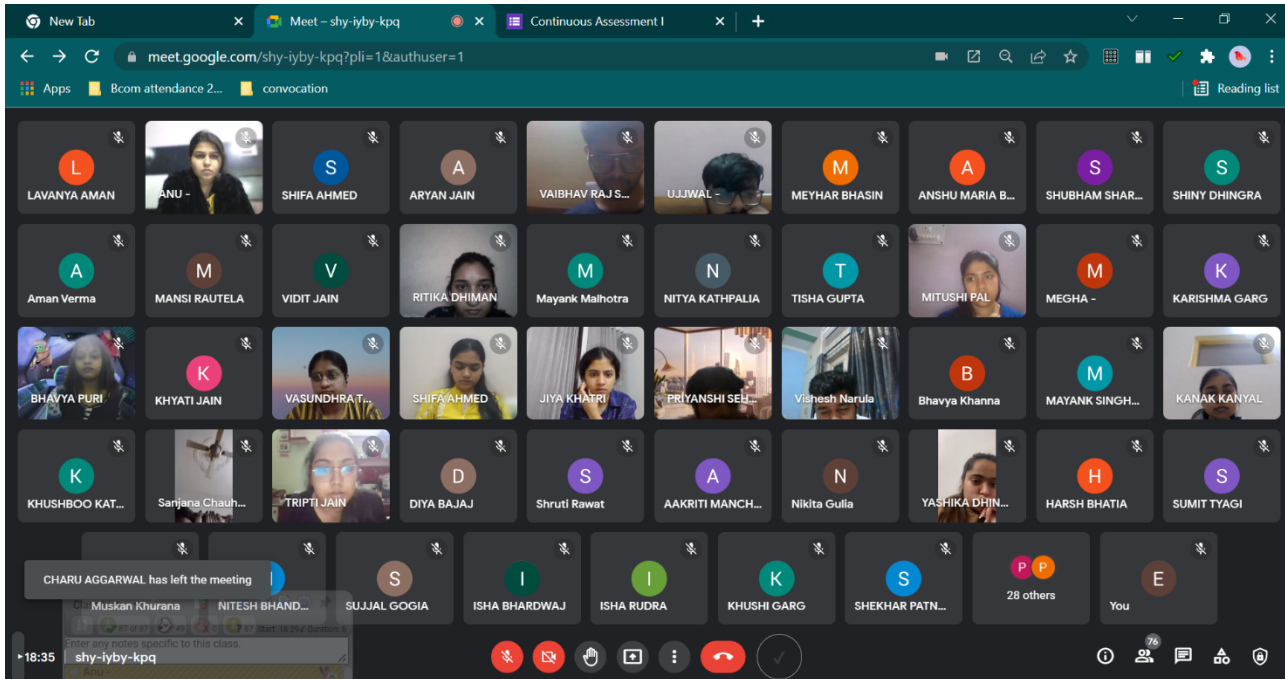 New Tab
Meet – shy-iyby-kpq
Continuous Assessment I
meet.google.com/shy-iyby-kpq?pli=1&authuser=1
Apps
Bcom attendance 2...
convocation
Reading list
L
LAVANYA AMAN
ANU -
S
SHIFA AHMED
A
ARYAN JAIN
VAIBHAV RAJ S...
UJJWAL -
M
MEYHAR BHASIN
A
ANSHU MARIA B...
S
SHUBHAM SHAR...
S
SHINY DHINGRA
A
Aman Verma
M
MANSI RAUTELA
V
VIDIT JAIN
RITIKA DHIMAN
M
Mayank Malhotra
N
NITYA KATHPALIA
T
TISHA GUPTA
MITUSHI PAL
M
MEGHA -
K
KARISHMA GARG
BHAVYA PURI
K
KHYATI JAIN
VASUNDHRA T...
SHIFA AHMED
JIYA KHATRI
PRIYANSHI SEH...
Vishesh Narula
B
Bhavya Khanna
M
MAYANK SINGH...
KANAK KANYAL
K
KHUSHBOO KAT...
Sanjana Chauh...
TRIPTI JAIN
D
DIYA BAJAJ
S
Shruti Rawat
A
AAKRITI MANCH...
N
Nikita Gulia
YASHIKA DHIN...
H
HARSH BHATIA
S
SUMIT TYAGI
CHARU AGGARWAL has left the meeting
Muskan Khurana
NITESH BHAND...
S
SUJJAL GOGIA
I
ISHA BHARDWAJ
I
ISHA RUDRA
K
KHUSHI GARG
S
SHEKHAR PATN...
P P
28 others
E
You
Enter any notes specific to this class.
18:35
shy-iyby-kpq
76